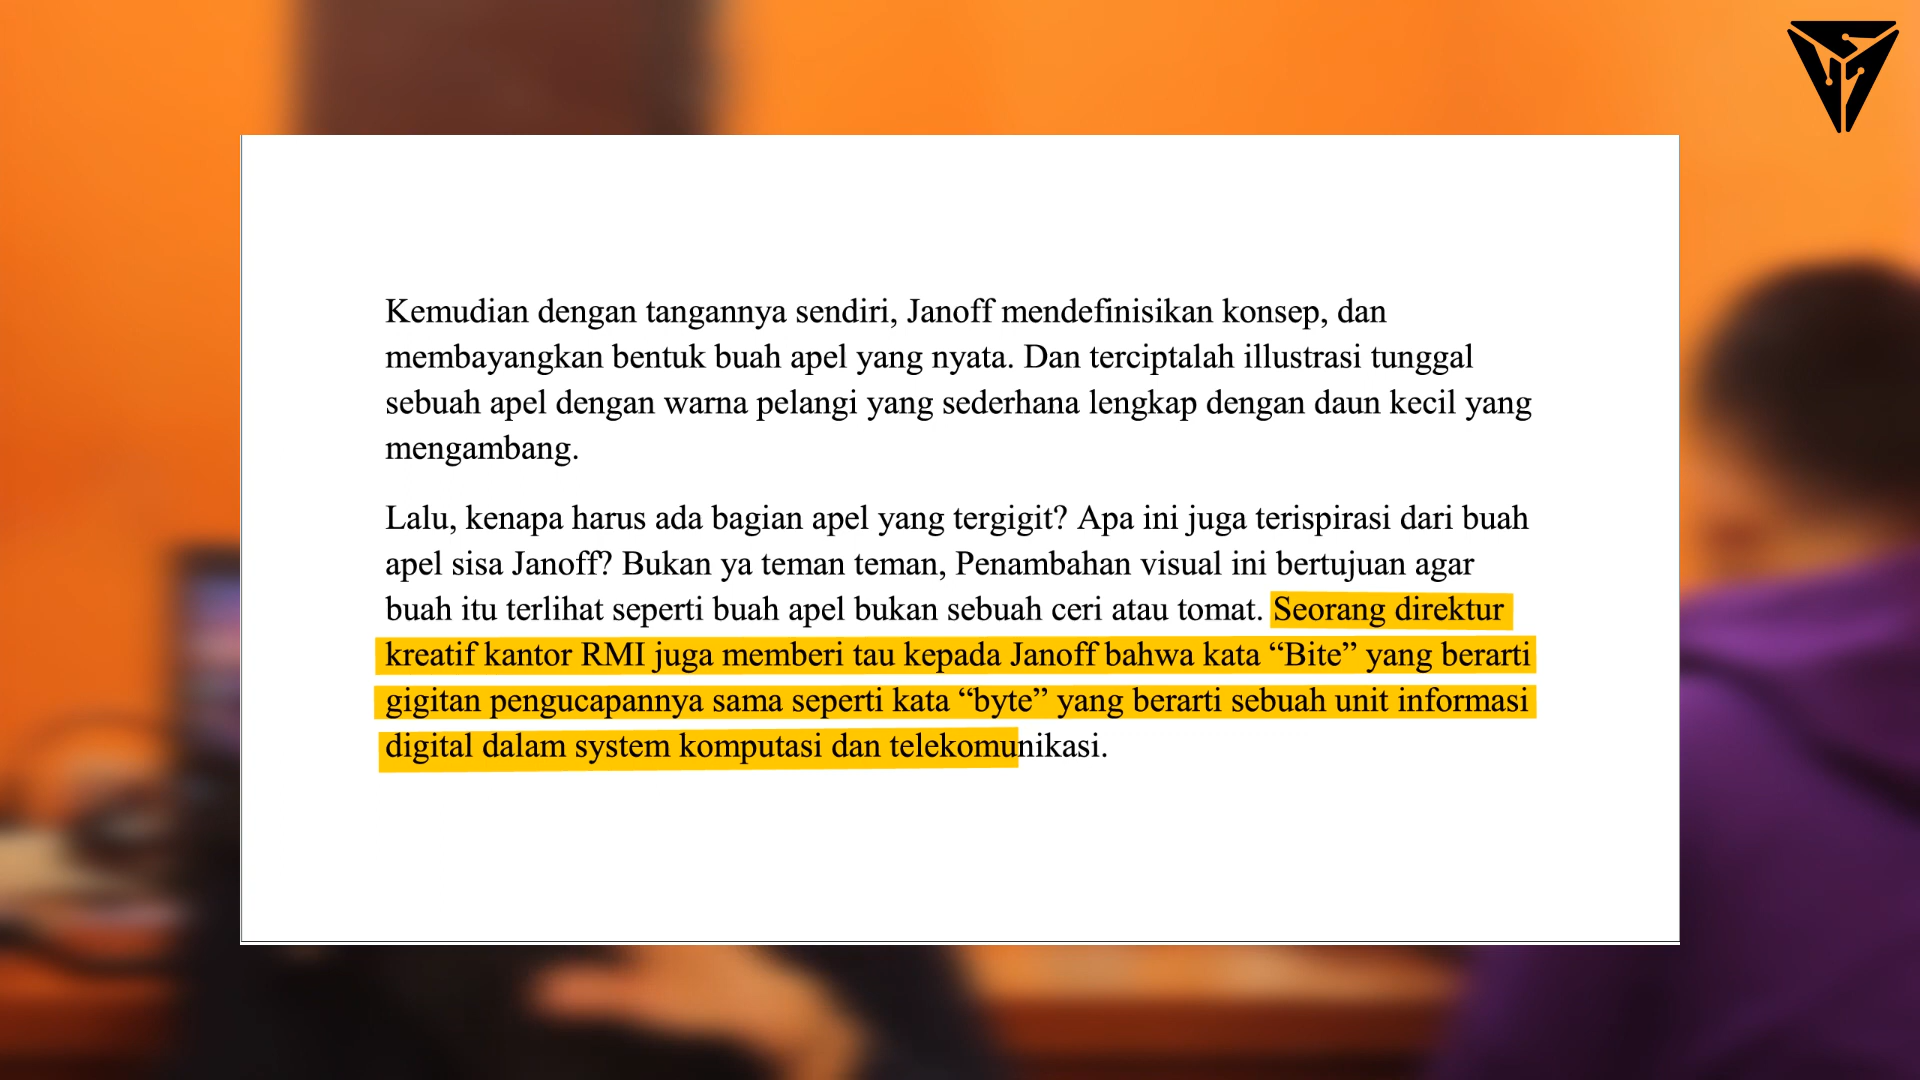 Kemudian dengan tangannya sendiri, Janoff mendefinisikan konsep, dan
membayangkan bentuk buah apel yang nyata. Dan terciptalah illustrasi tunggal
sebuah apel dengan warna pelangi yang sederhana lengkap dengan daun kecil yang
mengambang.
Lalu, kenapa harus ada bagian apel yang tergigit? Apa ini juga terispirasi dari buah
apel sisa Janoff? Bukan ya teman teman, Penambahan visual ini bertujuan agar
buah itu terlihat seperti buah apel bukan sebuah ceri atau tomat. Seorang direktur
kreatif kantor RMI juga memberi tau kepada Janoff bahwa kata “Bite” yang berarti
gigitan pengucapannya sama seperti kata “byte” yang berarti sebuah unit informasi
digital dalam system komputasi dan telekomunikasi.